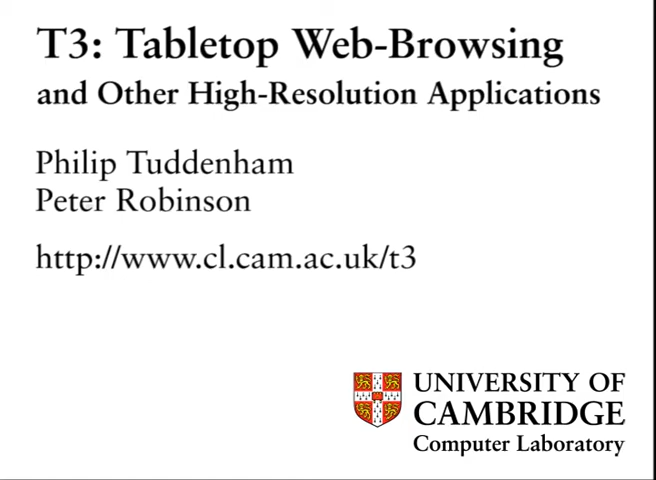 T3: Tabletop Web-Browsing
and Other High-Resolution Applications
Philip Tuddenham
Peter Robinson
http://www.cl.cam.ac.uk/t3
UNIVERSITY OF
CAMBRIDGE
Computer Laboratory